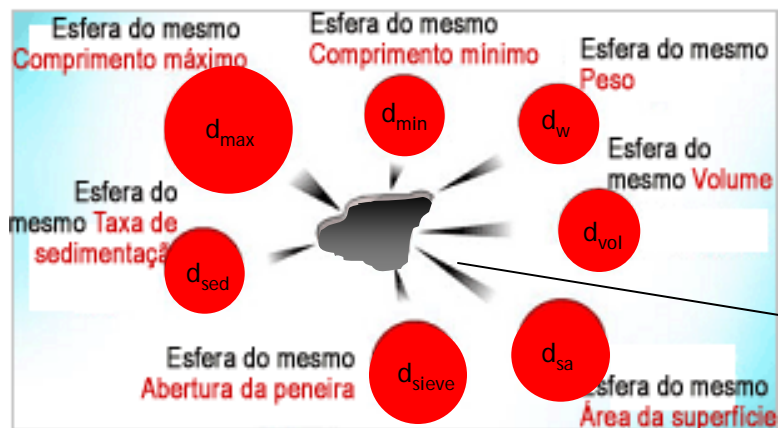 Esfera do mesmo
Comprimento máximo
d_max
Esfera do mesmo
Comprimento mínimo
d_min
Esfera do mesmo
Peso
d_w
Esfera do
mesmo Volume
d_vol
Esfera do
mesmo Taxa de
sedimentaçã
d_sed
Esfera do mesmo
Abertura da peneira
d_sieve
d_sa
Esfera do mesmo
Área da superfície